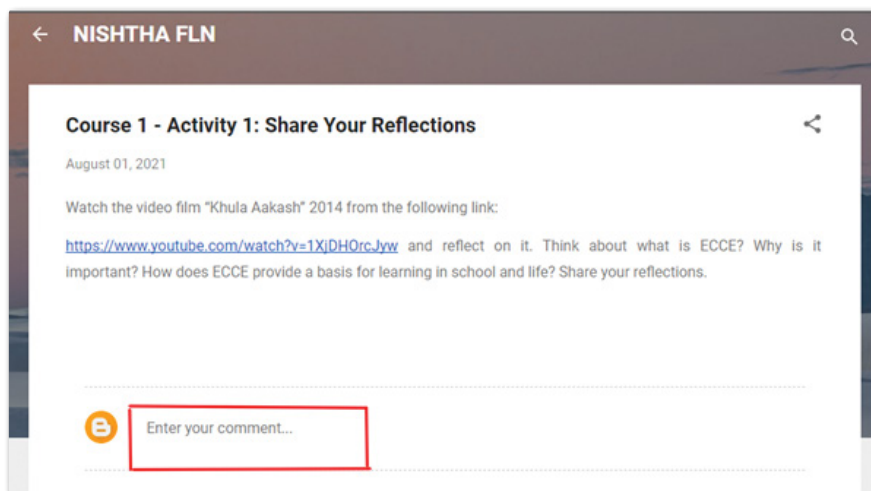 NISHTHA FLN
Course 1 - Activity 1: Share Your Reflections
August 01, 2021
Watch the video film “Khula Aakash” 2014 from the following link:
https://www.youtube.com/watch?v=1XjDHOrcJyw and reflect on it. Think about what is ECCE? Why is it
important? How does ECCE provide a basis for learning in school and life? Share your reflections.
Enter your comment...